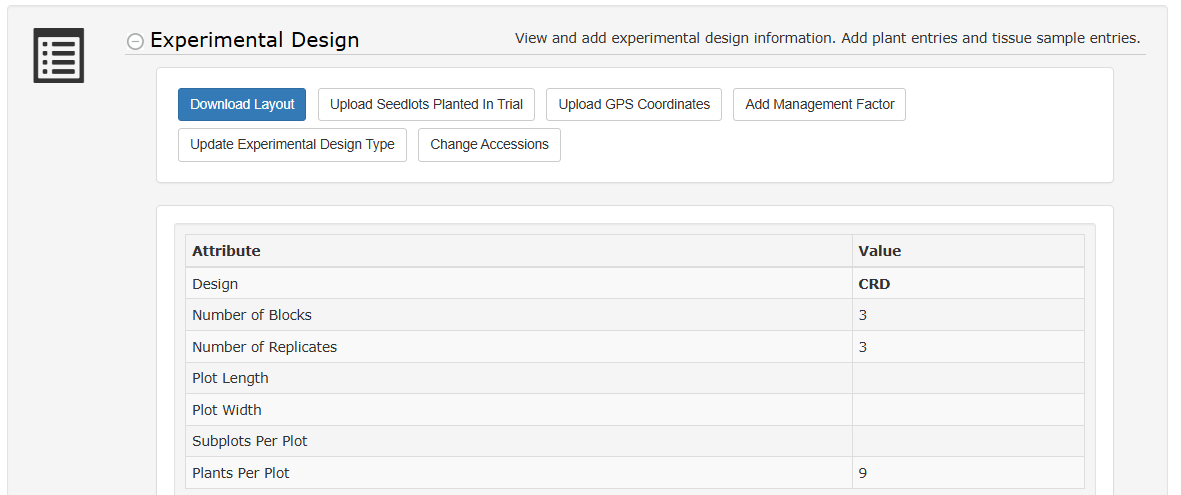 Experimental Design
View and add experimental design information. Add plant entries and tissue sample entries.
Download Layout
Upload Seedlots Planted In Trial
Upload GPS Coordinates
Add Management Factor
Update Experimental Design Type
Change Accessions
Attribute Value
Design CRD
Number of Blocks 3
Number of Replicates 3
Plot Length
Plot Width
Subplots Per Plot
Plants Per Plot 9